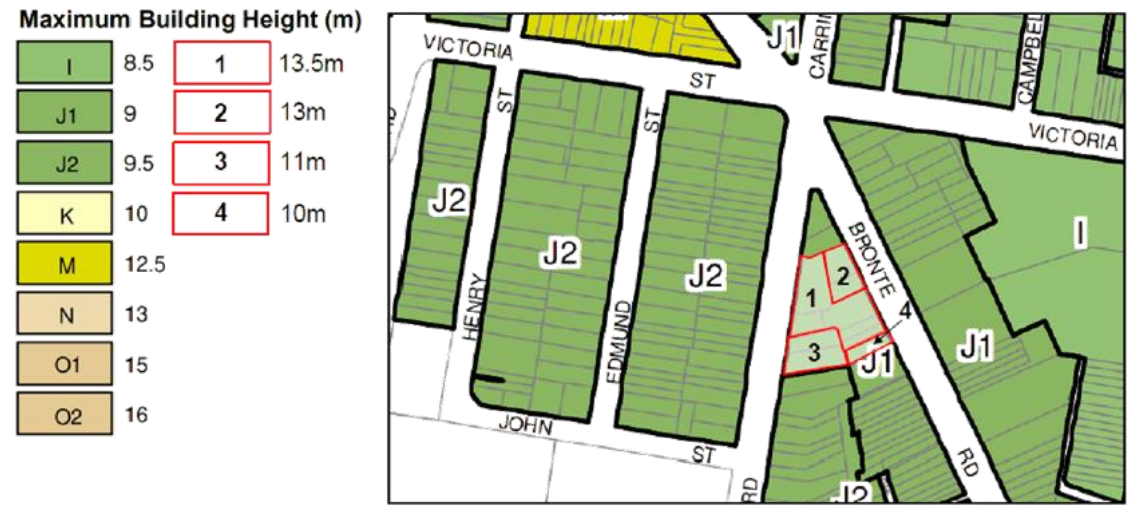 Maximum Building Height (m)
I 8.5 1 13.5m
J1 9 2 13m
J2 9.5 3 11m
K 10 4 10m
M 12.5
N 13
O1 15
O2 16
J1
CARRIN
CAMPBEL
VICTORIA
ST
ST
ST
VICTORIA
J2
J2
J2
I
BRONTE
1
2
3
4
J1
J1
HENRY
EDMUND
JOHN
ST
RD
RD
J2